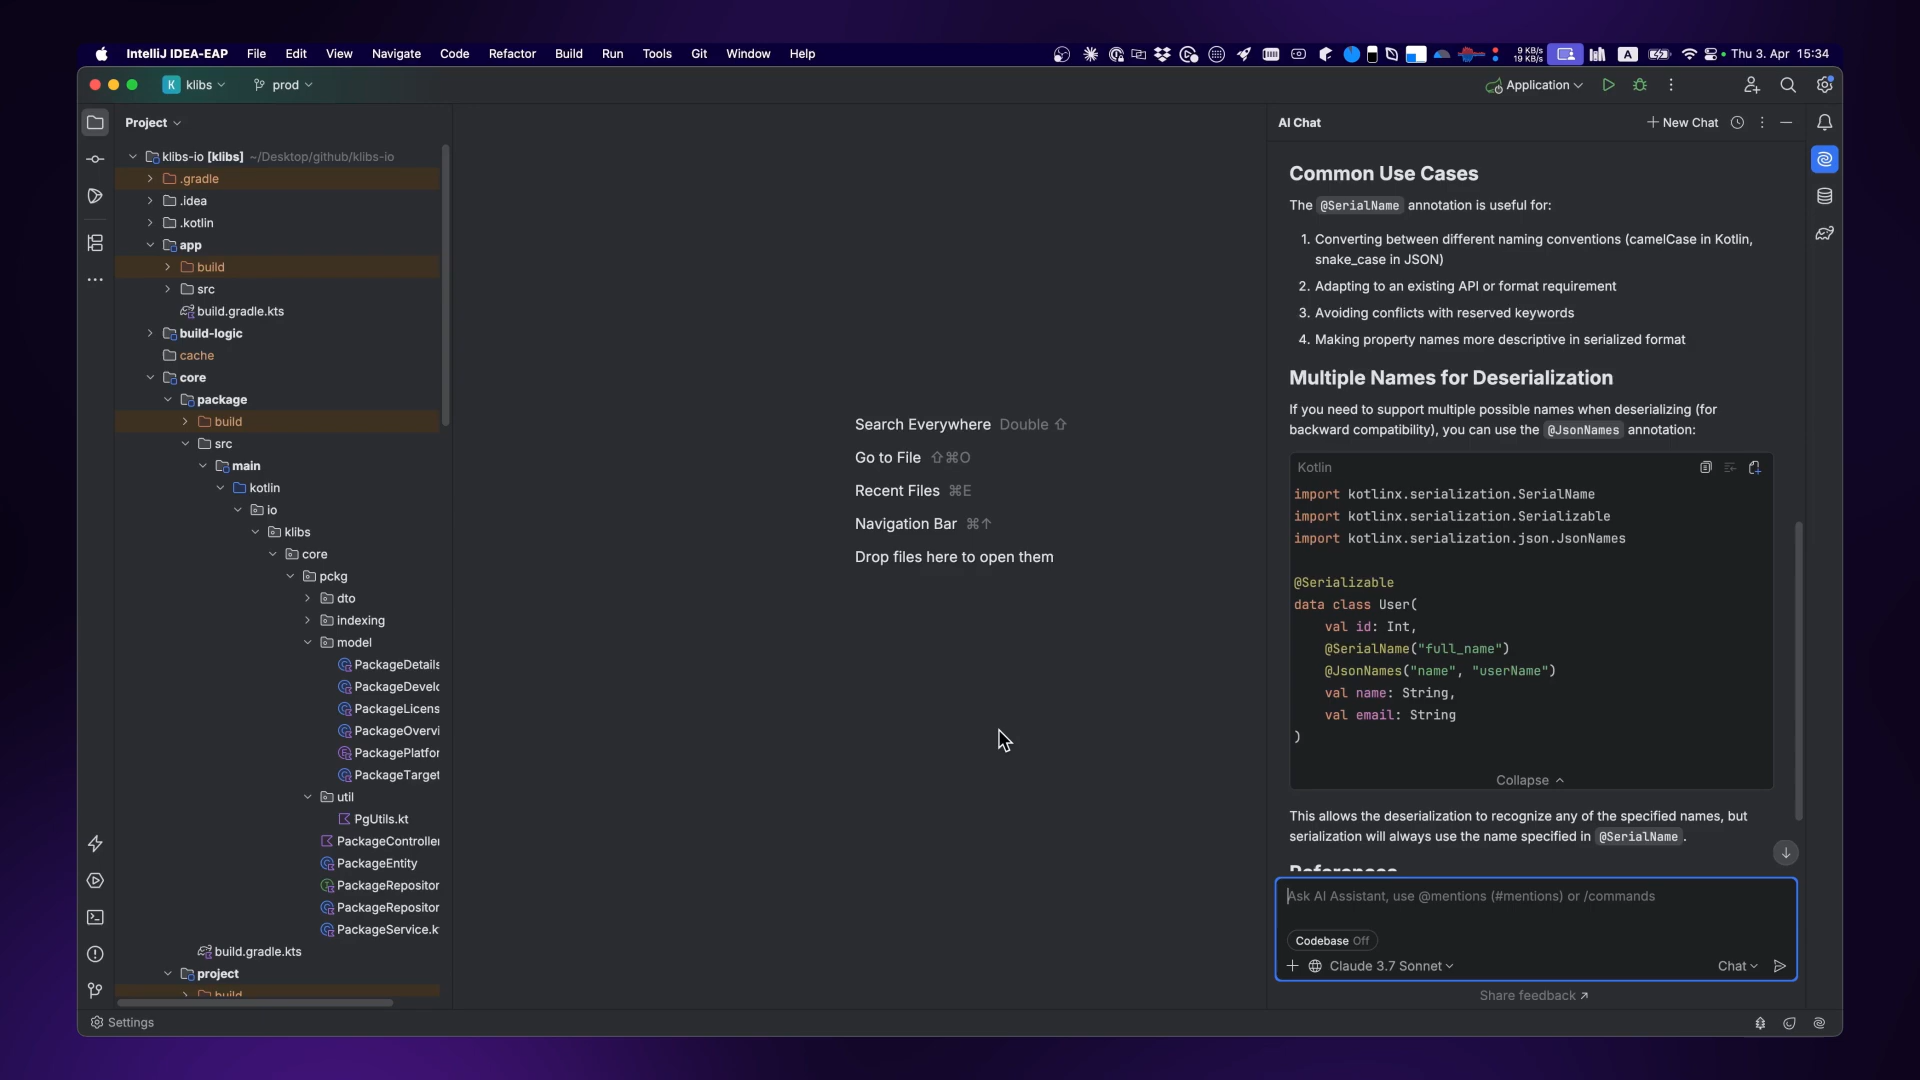 IntelliJ IDEA-EAP File Edit View Navigate Code Refactor Build Run Tools Git Window Help
9 KB/s
19 KB/s
A
Thu 3. Apr 15:34
K klibs
prod
Application
Project
klibs-io [klibs] ~/Desktop/github/klibs-io
.gradle
.idea
.kotlin
app
build
src
build.gradle.kts
build-logic
cache
core
package
build
src
main
kotlin
io
klibs
core
pckg
dto
indexing
model
PackageDetails
PackageDevelo
PackageLicens
PackageOvervi
PackagePlatfor
PackageTarget
util
PgUtils.kt
PackageController
PackageEntity
PackageRepositor
PackageRepositor
PackageService.k
build.gradle.kts
project
build
Settings
Search Everywhere Double ⇧
Go to File ⇧⌘O
Recent Files ⌘E
Navigation Bar ⌘↑
Drop files here to open them
AI Chat
New Chat
Common Use Cases
The @SerialName annotation is useful for:
1. Converting between different naming conventions (camelCase in Kotlin,
snake_case in JSON)
2. Adapting to an existing API or format requirement
3. Avoiding conflicts with reserved keywords
4. Making property names more descriptive in serialized format
Multiple Names for Deserialization
If you need to support multiple possible names when deserializing (for
backward compatibility), you can use the @JsonNames annotation:
Kotlin
import kotlinx.serialization.SerialName
import kotlinx.serialization.Serializable
import kotlinx.serialization.json.JsonNames
@Serializable
data class User(
val id: Int,
@SerialName("full_name")
@JsonNames("name", "userName")
val name: String,
val email: String
)
Collapse
This allows the deserialization to recognize any of the specified names, but
serialization will always use the name specified in @SerialName.
References
Ask AI Assistant, use @mentions (#mentions) or /commands
Codebase Off
Claude 3.7 Sonnet
Chat
Share feedback ↗